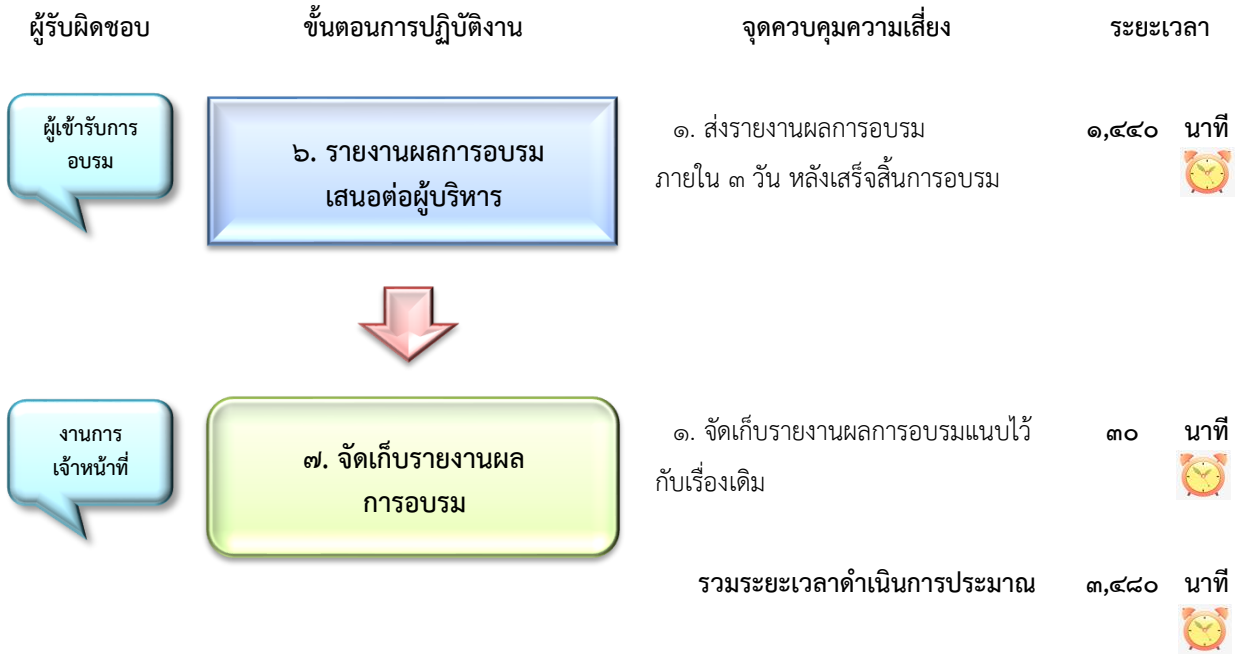 ผู้รับผิดชอบ ขั้นตอนการปฏิบัติงาน จุดควบคุมความเสี่ยง ระยะเวลา
ผู้เข้ารับการ
อบรม
๖. รายงานผลการอบรม
เสนอต่อผู้บริหาร
๑. ส่งรายงานผลการอบรม
ภายใน ๓ วัน หลังเสร็จสิ้นการอบรม
๑,๔๔๐ นาที
งานการ
เจ้าหน้าที่
๗. จัดเก็บรายงานผล
การอบรม
๑. จัดเก็บรายงานผลการอบรมแนบไว้
กับเรื่องเดิม
๓๐ นาที
รวมระยะเวลาดำเนินการประมาณ ๓,๔๘๐ นาที